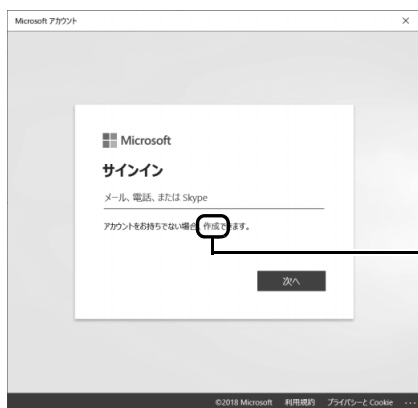 Microsoft アカウント
Microsoft
サインイン
メール、電話、または Skype
アカウントをお持ちでない場合、作成できます。
次へ
©2018 Microsoft 利用規約 プライバシーと Cookie ...